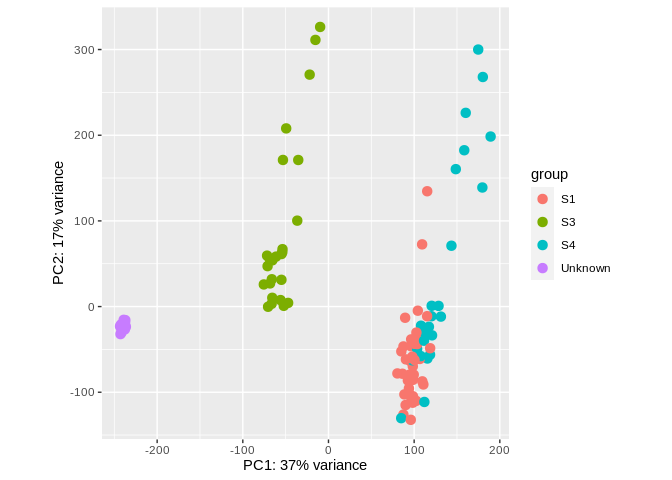 300
200
100
0
-100
PC2: 17% variance
-200
-100
0
100
200
PC1: 37% variance
group
S1
S3
S4
Unknown